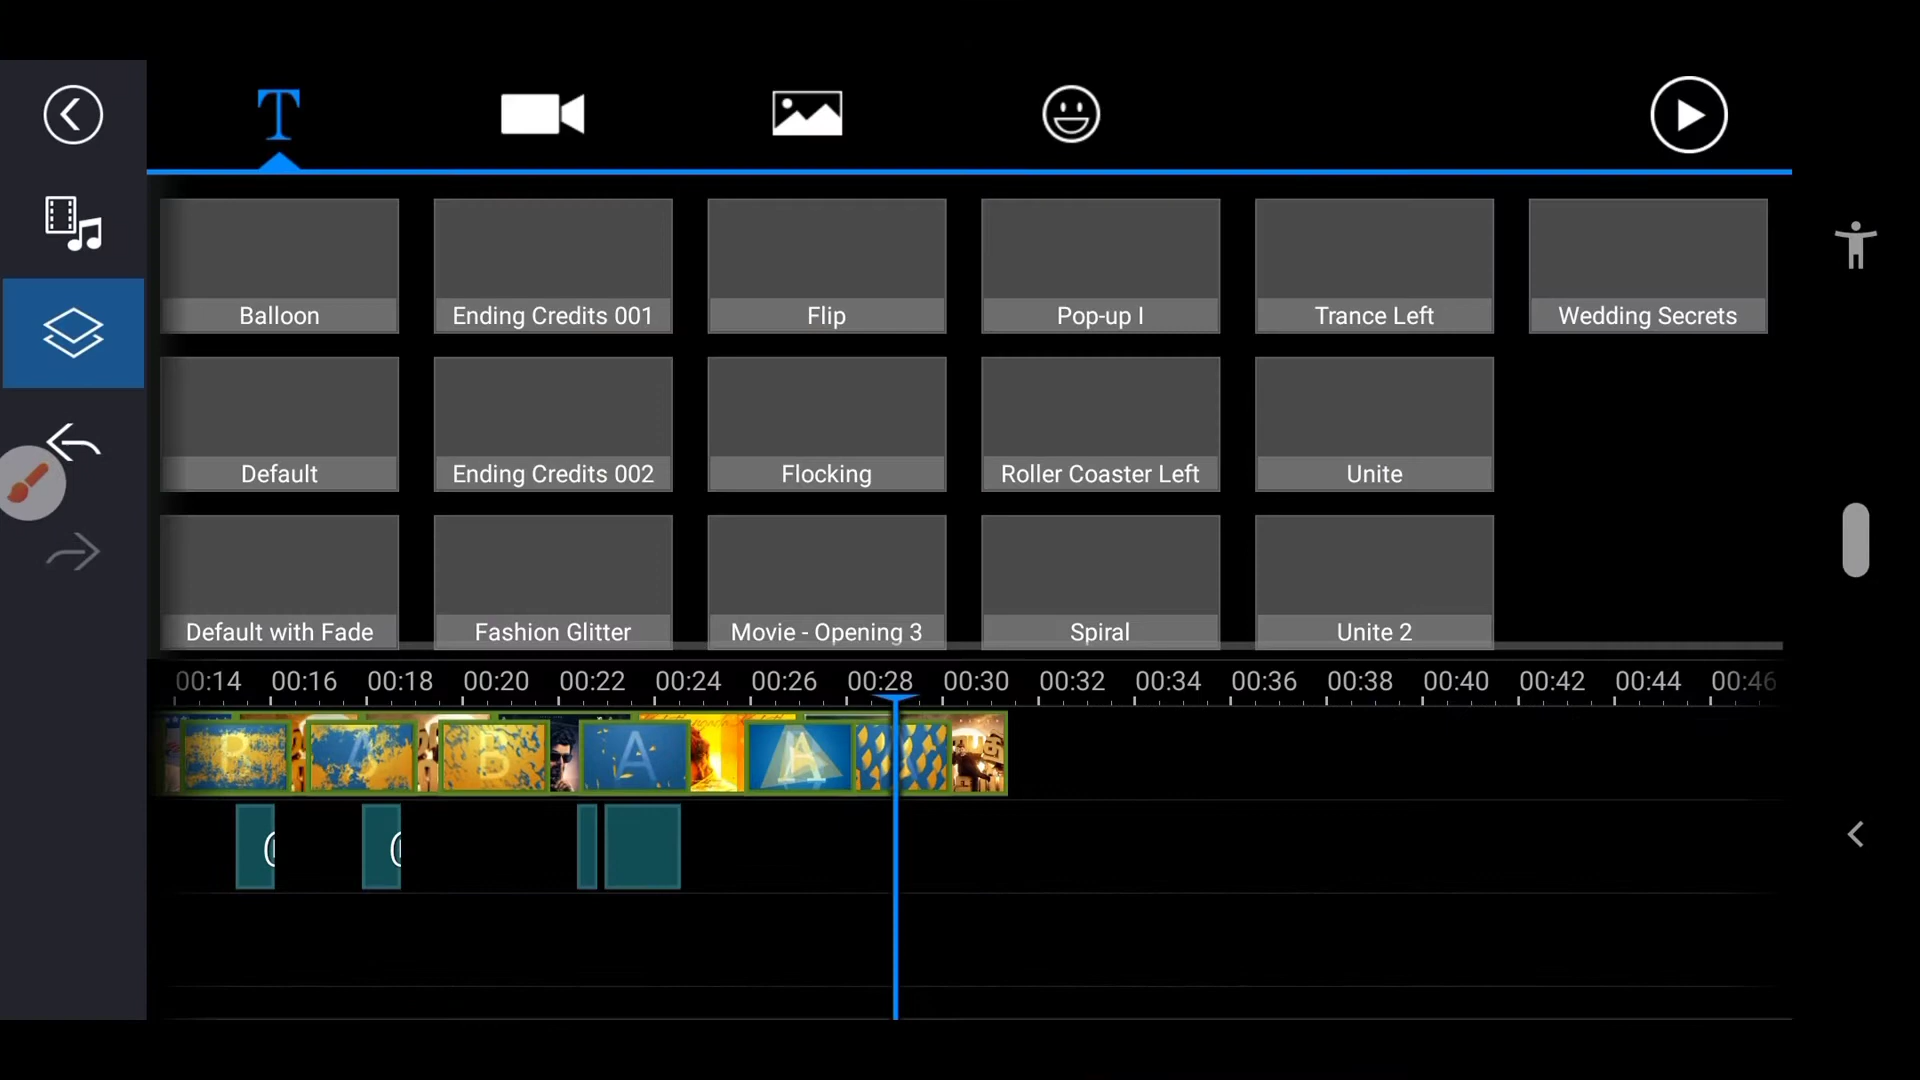 T
Balloon
Ending Credits 001
Flip
Pop-up I
Trance Left
Wedding Secrets
Default
Ending Credits 002
Flocking
Roller Coaster Left
Unite
Default with Fade
Fashion Glitter
Movie - Opening 3
Spiral
Unite 2
00:14 00:16 00:18 00:20 00:22 00:24 00:26 00:28 00:30 00:32 00:34 00:36 00:38 00:40 00:42 00:44 00:46
B B A A
( (